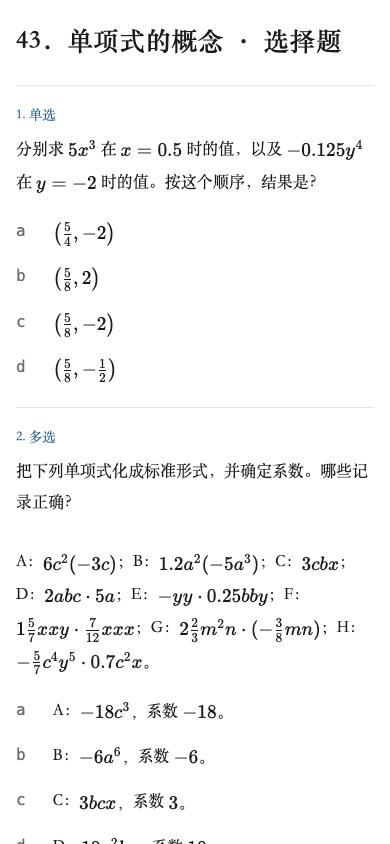 43. 单项式的概念 · 选择题
1. 单选
分别求 5x³ 在 x = 0.5 时的值，以及 −0.125y⁴
在 y = −2 时的值。按这个顺序，结果是?
a (5/4, −2)
b (5/8, 2)
c (5/8, −2)
d (5/8, −1/2)
2. 多选
把下列单项式化成标准形式，并确定系数。哪些记
录正确?
A: 6c²(−3c)；B: 1.2a²(−5a³)；C: 3cbx；
D: 2abc · 5a；E: −yy · 0.25bby；F:
1 5/7 xxy · 7/12 xxx；G: 2 2/3 m²n · (−3/8 mn)；H:
−5/7 c⁴y⁵ · 0.7c²x。
a A: −18c³，系数 −18。
b B: −6a⁶，系数 −6。
c C: 3bcx，系数 3。